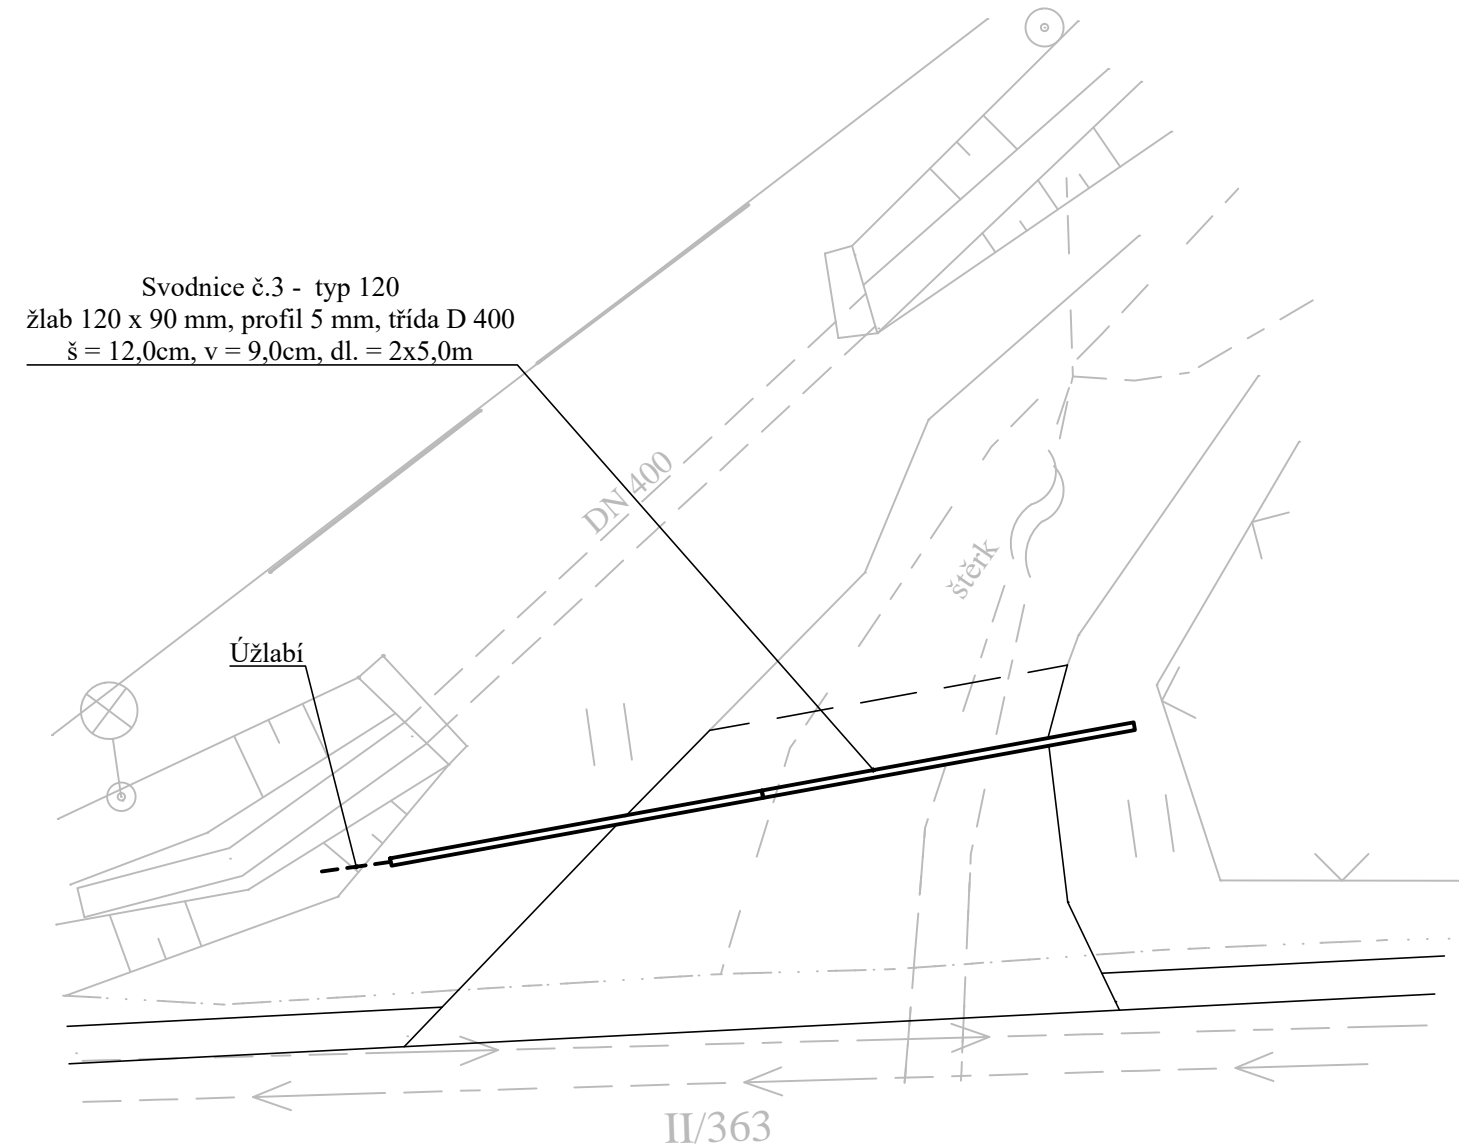 Svodnice č.3 - typ 120
žlab 120 x 90 mm, profil 5 mm, třída D 400
š = 12,0cm, v = 9,0cm, dl. = 2x5,0m
DN 400
štěrk
Úžlabí
II/363